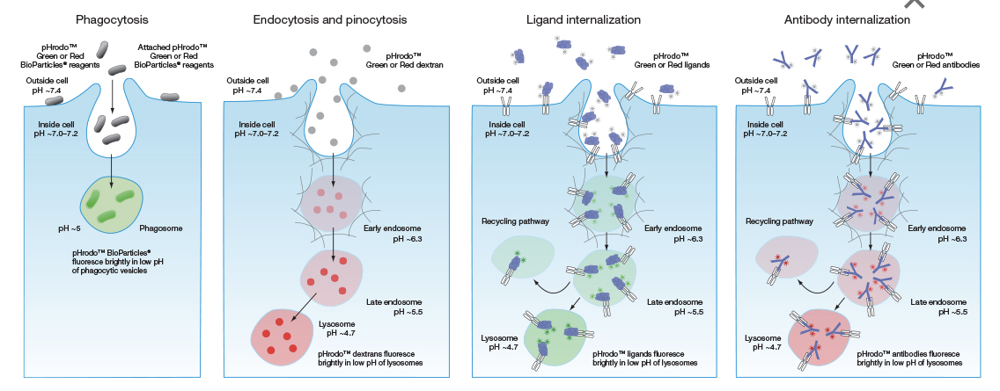 Phagocytosis
pHrodo™
Green or Red
BioParticles® reagents
Attached pHrodo™
Green or Red
BioParticles® reagents
Outside cell
pH ~7.4
Inside cell
pH ~7.0–7.2
pH ~5
Phagosome
pHrodo™ BioParticles®
fluoresce brightly in low pH
of phagocytic vesicles
Endocytosis and pinocytosis
pHrodo™
Green or Red dextran
Outside cell
pH ~7.4
Inside cell
pH ~7.0–7.2
Early endosome
pH ~6.3
Late endosome
pH ~5.5
Lysosome
pH ~4.7
pHrodo™ dextrans fluoresce
brightly in low pH of lysosomes
Ligand internalization
pHrodo™
Green or Red ligands
Outside cell
pH ~7.4
Inside cell
pH ~7.0–7.2
Recycling pathway
Early endosome
pH ~6.3
Late endosome
pH ~5.5
Lysosome
pH ~4.7
pHrodo™ ligands fluoresce
brightly in low pH of lysosomes
Antibody internalization
pHrodo™
Green or Red antibodies
Outside cell
pH ~7.4
Inside cell
pH ~7.0–7.2
Recycling pathway
Early endosome
pH ~6.3
Late endosome
pH ~5.5
Lysosome
pH ~4.7
pHrodo™ antibodies fluoresce
brightly in low pH of lysosomes